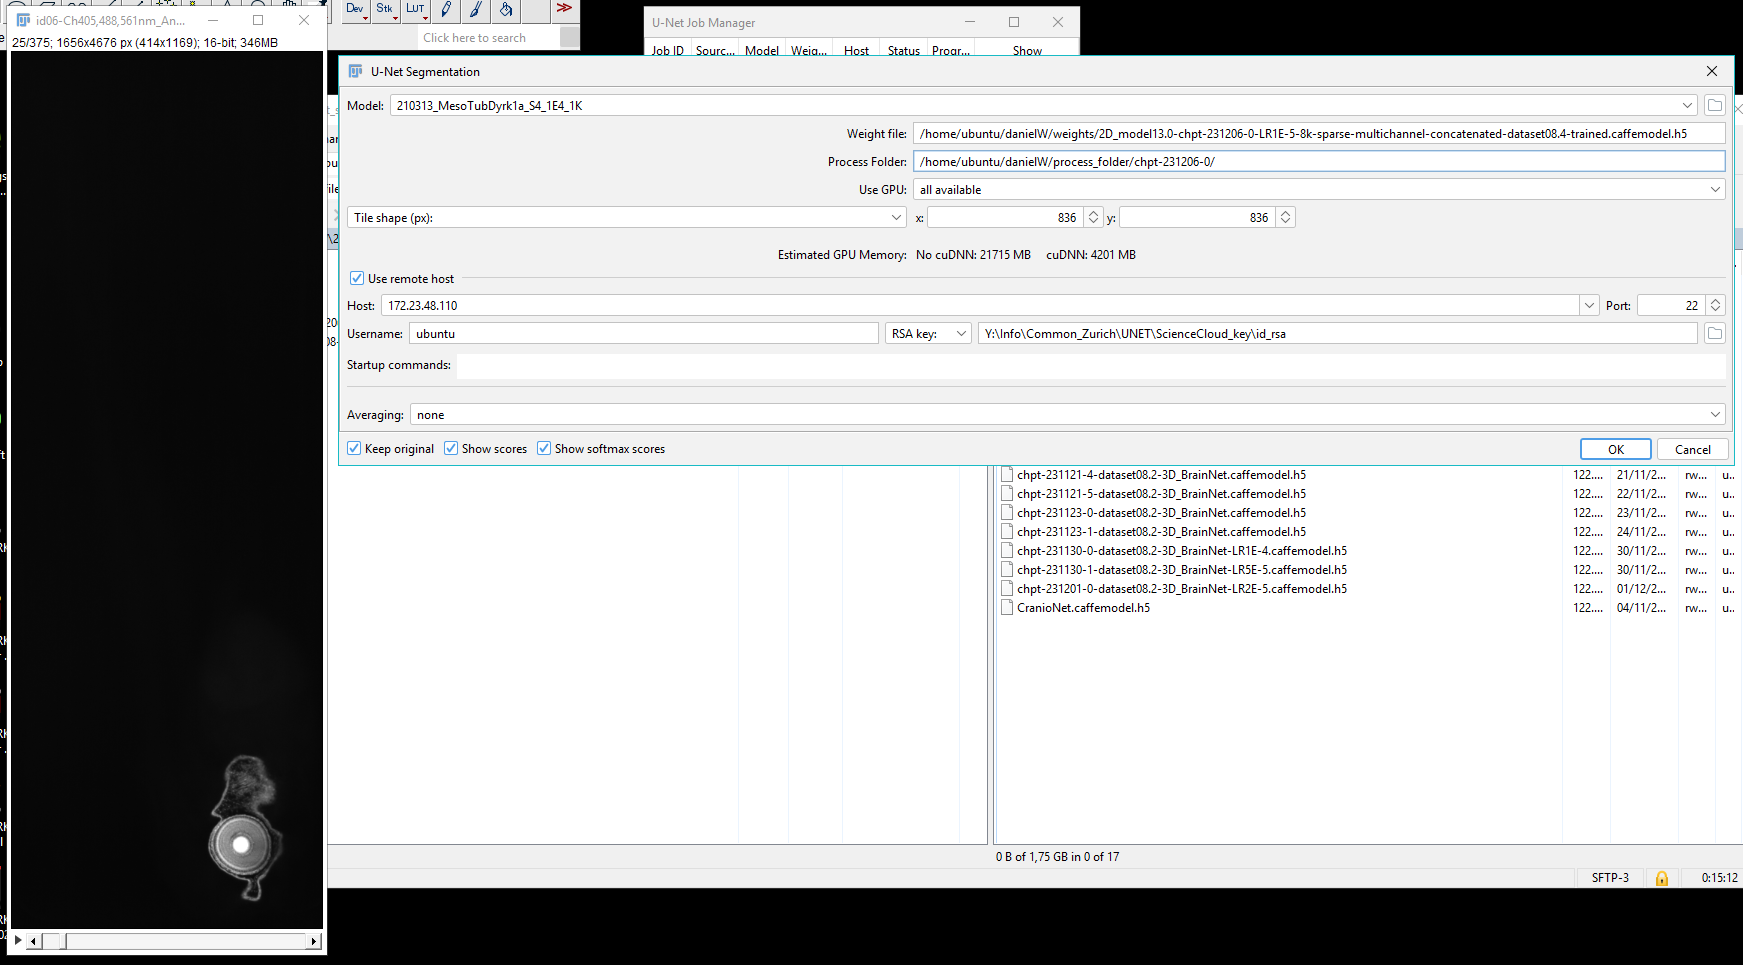 id06-Ch405,488,561nm_An...
25/375; 1656x4676 px (414x1169); 16-bit; 346MB
Dev
Stk
LUT
Click here to search
U-Net Job Manager
Job ID Sourc... Model Weig... Host Status Progr... Show
U-Net Segmentation
Model: 210313_MesoTubDyrk1a_S4_1E4_1K
Weight file: /home/ubuntu/danielW/weights/2D_model13.0-chpt-231206-0-LR1E-5-8k-sparse-multichannel-concatenated-dataset08.4-trained.caffemodel.h5
Process Folder: /home/ubuntu/danielW/process_folder/chpt-231206-0/
Use GPU: all available
Tile shape (px): x: 836 y: 836
Estimated GPU Memory: No cuDNN: 21715 MB cuDNN: 4201 MB
Use remote host
Host: 172.23.48.110 Port: 22
Username: ubuntu RSA key: Y:\Info\Common_Zurich\UNET\ScienceCloud_key\id_rsa
Startup commands:
Averaging: none
Keep original Show scores Show softmax scores OK Cancel
chpt-231121-4-dataset08.2-3D_BrainNet.caffemodel.h5 122.... 21/11/2... rw... u..
chpt-231121-5-dataset08.2-3D_BrainNet.caffemodel.h5 122.... 22/11/2... rw... u..
chpt-231123-0-dataset08.2-3D_BrainNet.caffemodel.h5 122.... 23/11/2... rw... u..
chpt-231123-1-dataset08.2-3D_BrainNet.caffemodel.h5 122.... 24/11/2... rw... u..
chpt-231130-0-dataset08.2-3D_BrainNet-LR1E-4.caffemodel.h5 122.... 30/11/2... rw... u..
chpt-231130-1-dataset08.2-3D_BrainNet-LR5E-5.caffemodel.h5 122.... 30/11/2... rw... u..
chpt-231201-0-dataset08.2-3D_BrainNet-LR2E-5.caffemodel.h5 122.... 01/12/2... rw... u..
CranioNet.caffemodel.h5 122.... 04/11/2... rw... u..
0 B of 1,75 GB in 0 of 17
SFTP-3 0:15:12